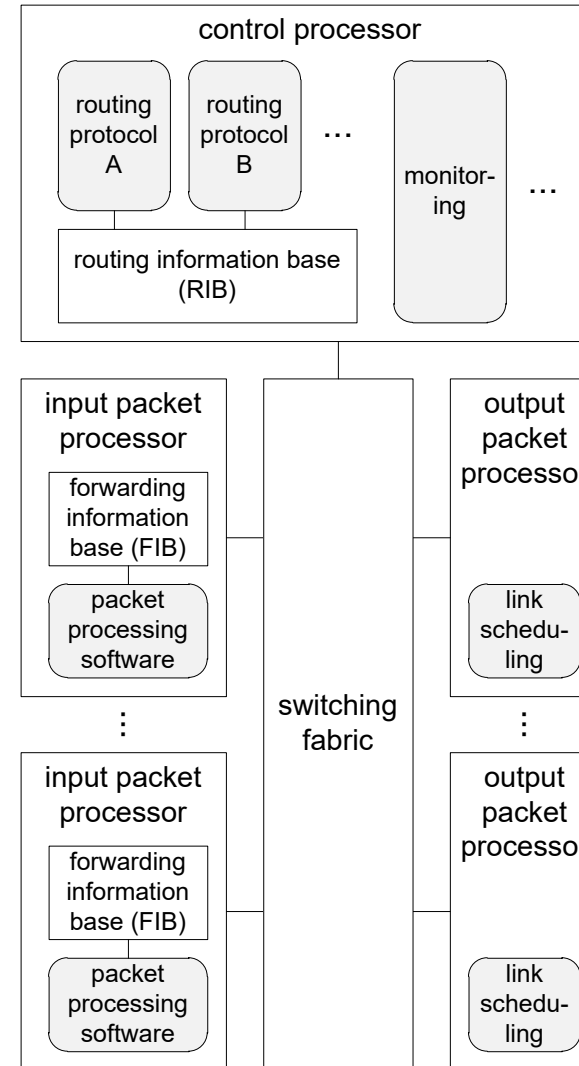 control processor
routing
protocol
A
routing
protocol
B
...
monitor-
ing
...
routing information base
(RIB)
input packet
processor
forwarding
information
base (FIB)
packet
processing
software
output
packet
processo
link
schedu-
ling
switching
fabric
...
...
input packet
processor
forwarding
information
base (FIB)
packet
processing
software
output
packet
processo
link
schedu-
ling